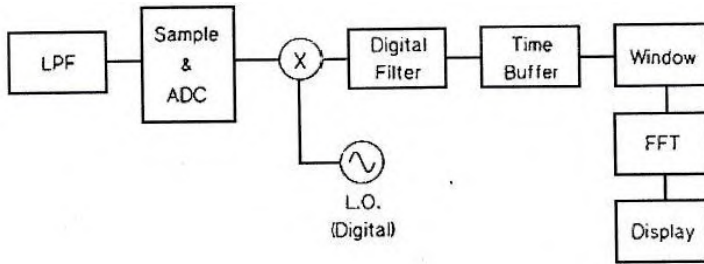 LPF
Sample
&
ADC
X
Digital
Filter
Time
Buffer
Window
FFT
Display
L.O.
(Digital)